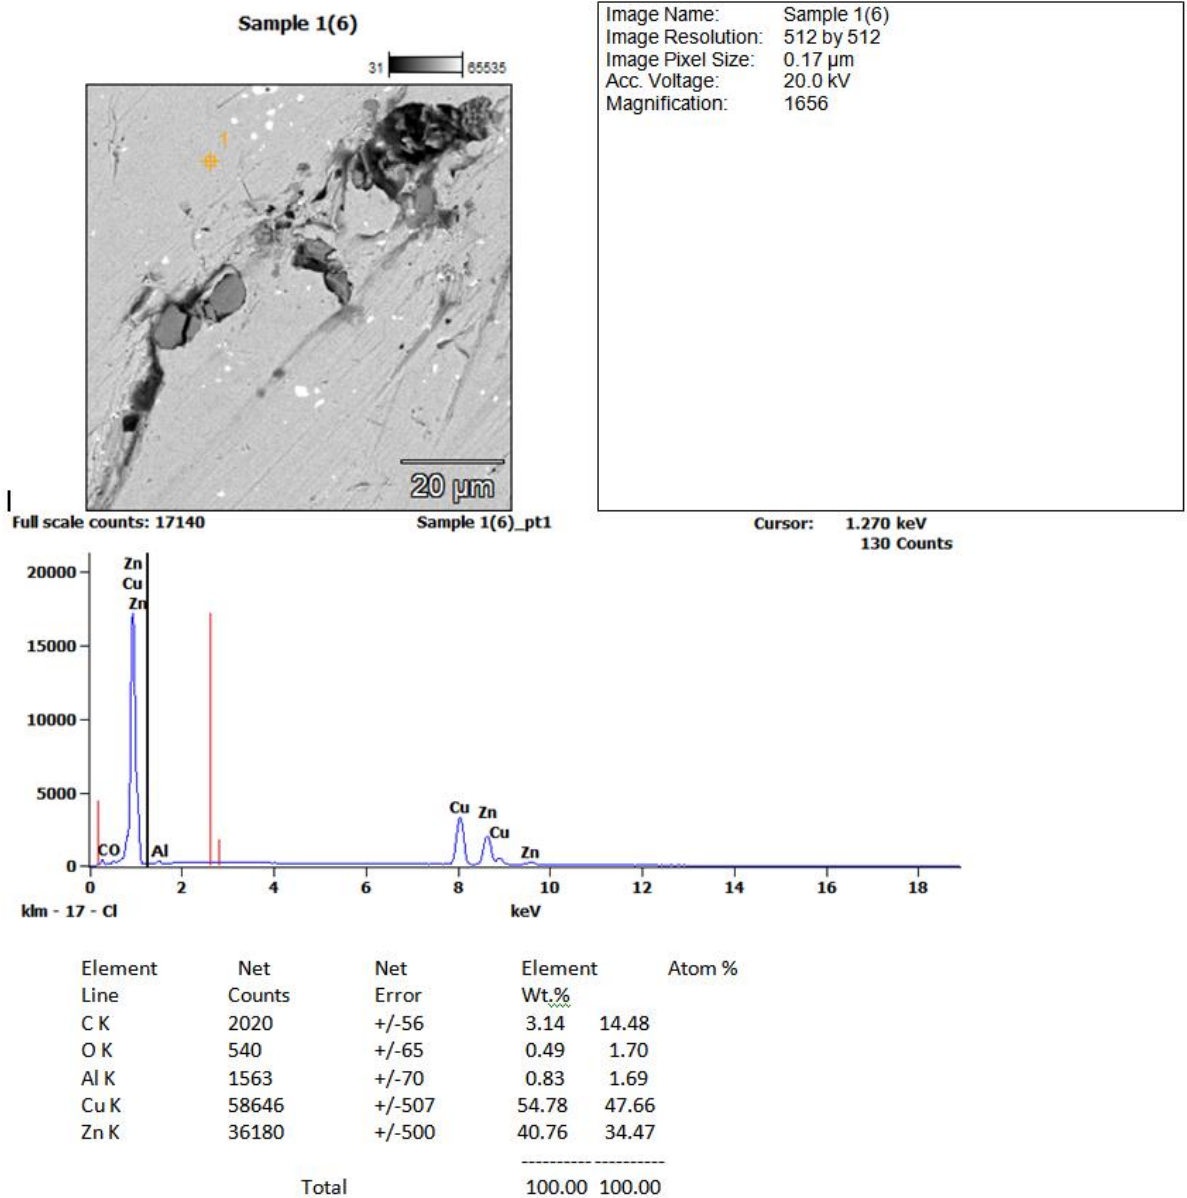 Sample 1(6)
31 65535
1
20 µm
Image Name: Sample 1(6)
Image Resolution: 512 by 512
Image Pixel Size: 0.17 µm
Acc. Voltage: 20.0 kV
Magnification: 1656
Full scale counts: 17140 Sample 1(6)_pt1 Cursor: 1.270 keV
130 Counts
Zn
Cu
Zn
20000
15000
10000
5000
0
C O Al Cu Zn Cu Zn
0 2 4 6 8 10 12 14 16 18
klm - 17 - Cl keV
Element Net Net Element Atom %
Line Counts Error Wt.%
C K 2020 +/-56 3.14 14.48
O K 540 +/-65 0.49 1.70
Al K 1563 +/-70 0.83 1.69
Cu K 58646 +/-507 54.78 47.66
Zn K 36180 +/-500 40.76 34.47
---------- ----------
Total 100.00 100.00